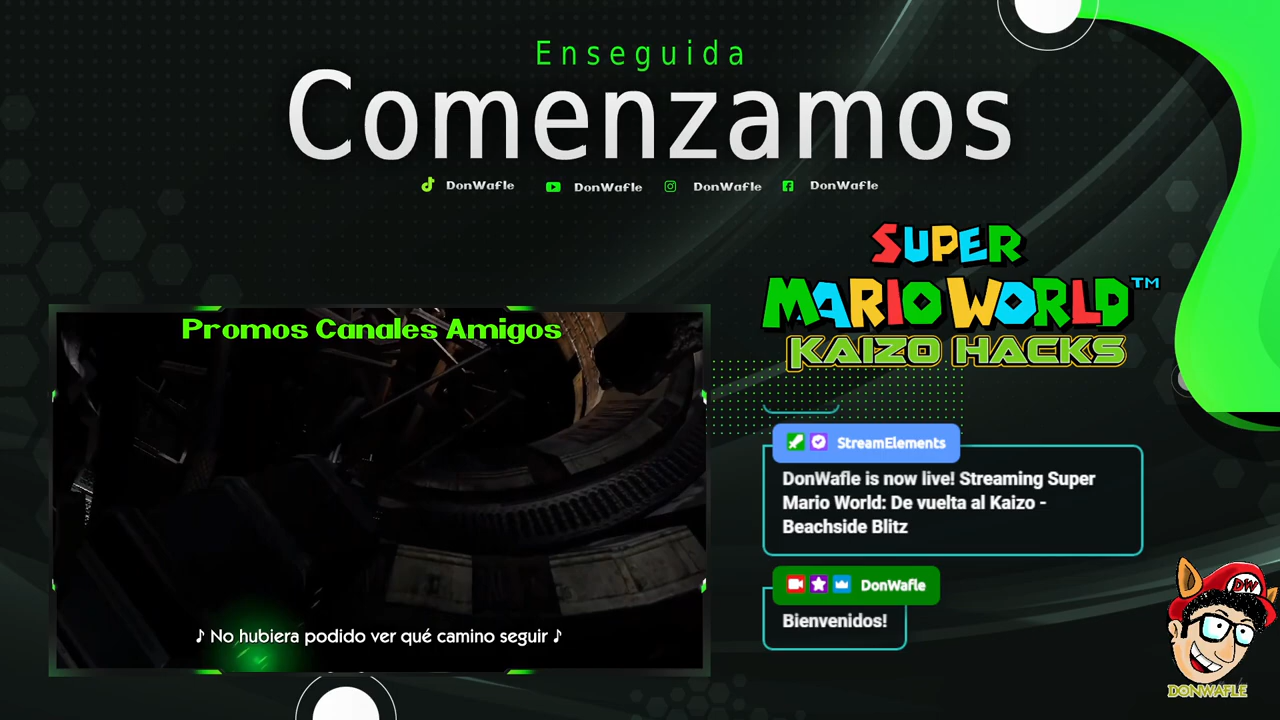 Enseguida
Comenzamos
DonWafle DonWafle DonWafle DonWafle
SUPER
MARIO WORLD™
KAIZO HACKS
Promos Canales Amigos
♪ No hubiera podido ver qué camino seguir ♪
StreamElements
DonWafle is now live! Streaming Super
Mario World: De vuelta al Kaizo -
Beachside Blitz
DonWafle
Bienvenidos!
DW
DONWAFLE